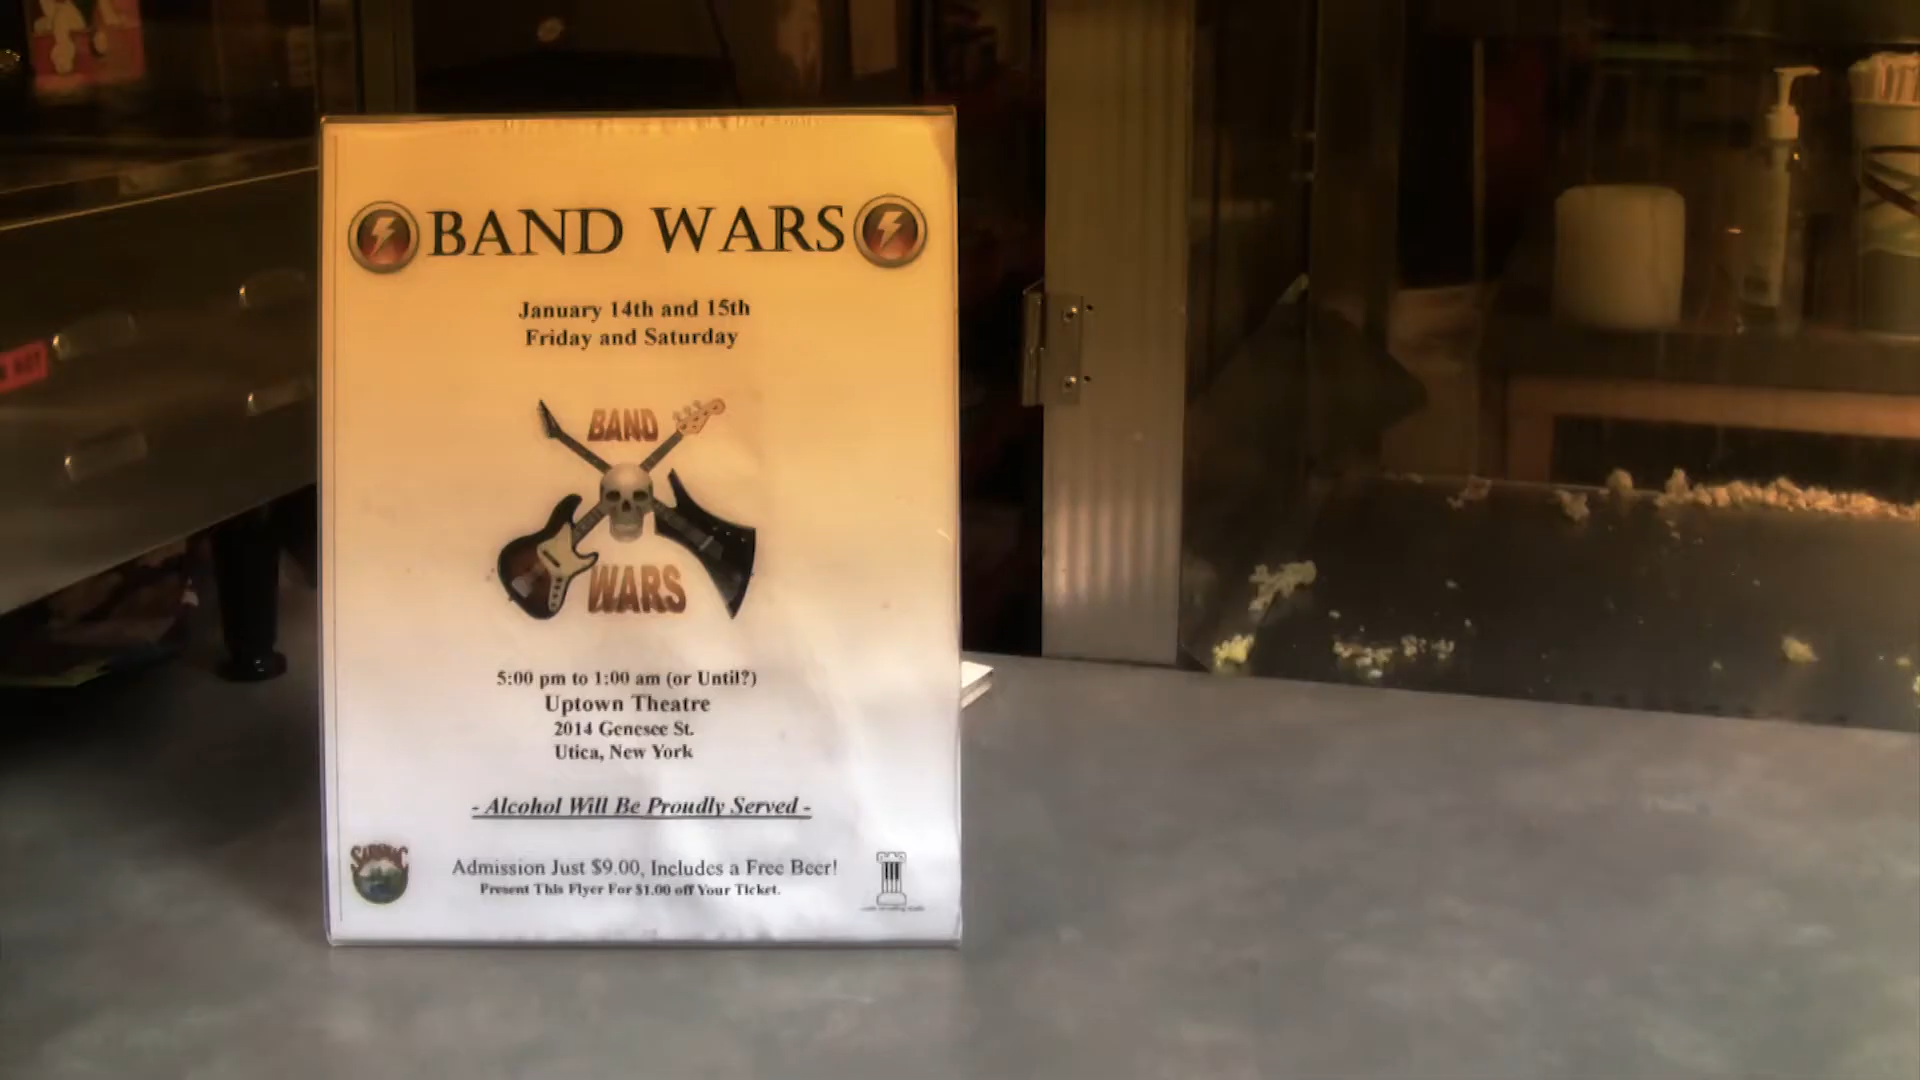 BAND WARS
January 14th and 15th
Friday and Saturday
BAND
WARS
5:00 pm to 1:00 am (or Until?)
Uptown Theatre
2014 Genesee St.
Utica, New York
- Alcohol Will Be Proudly Served -
SARANAC
Admission Just $9.00, Includes a Free Beer!
Present This Flyer For $1.00 off Your Ticket.
HOT